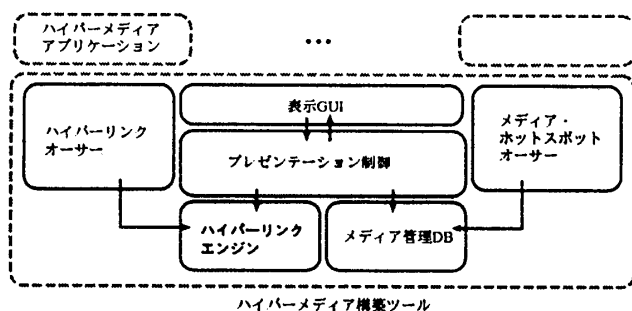 ハイパーメディア
アプリケーション
•••
表示GUI
ハイパーリンク
オーサー
メディア・
ホットスポット
オーサー
プレゼンテーション制御
ハイパーリンク
エンジン
メディア管理DB
ハイパーメディア構築ツール